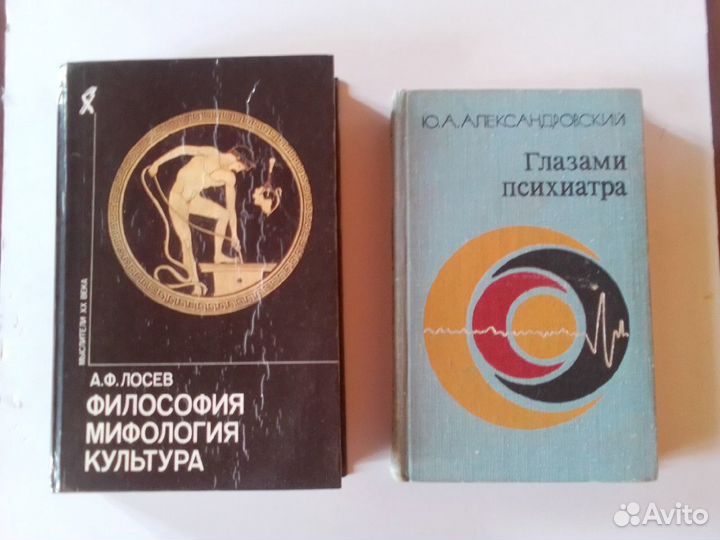 МЫСЛИТЕЛИ XX ВЕКА
А.Ф.ЛОСЕВ
ФИЛОСОФИЯ
МИФОЛОГИЯ
КУЛЬТУРА
Ю.А.АЛЕКСАНДРОВСКИЙ
Глазами
психиатра
Avito